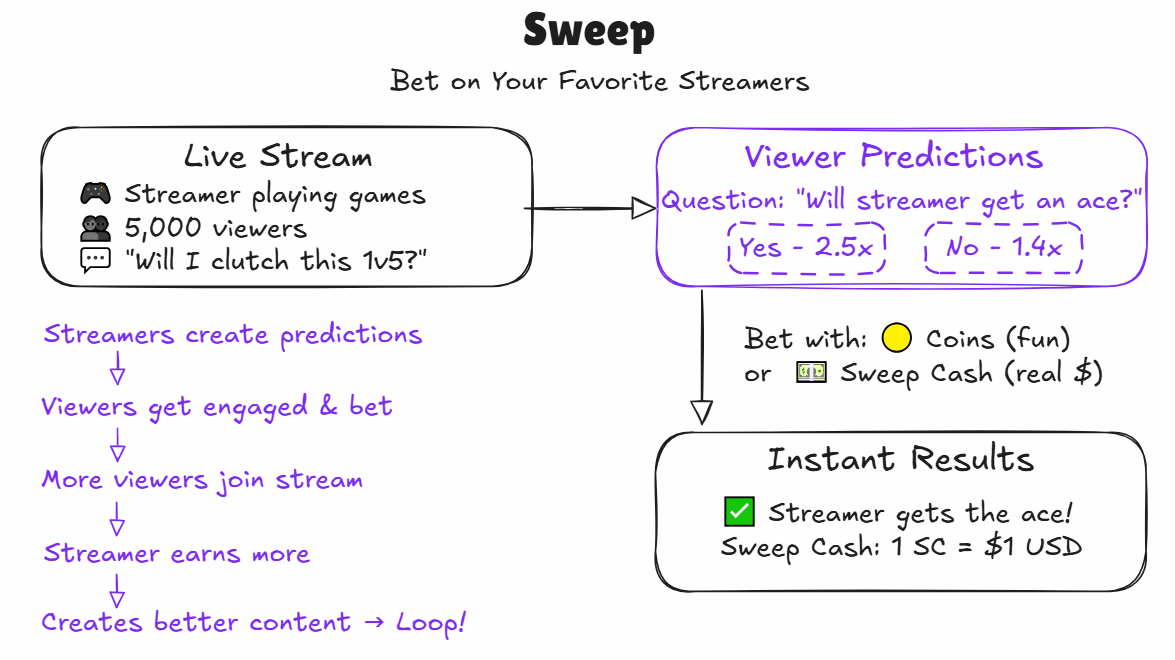 Sweep
Bet on Your Favorite Streamers
Live Stream
Streamer playing games
5,000 viewers
"Will I clutch this 1v5?"
Viewer Predictions
Question: "Will streamer get an ace?"
Yes - 2.5x
No - 1.4x
Bet with: Coins (fun)
or Sweep Cash (real $)
Instant Results
Streamer gets the ace!
Sweep Cash: 1 SC = $1 USD
Streamers create predictions
Viewers get engaged & bet
More viewers join stream
Streamer earns more
Creates better content → Loop!